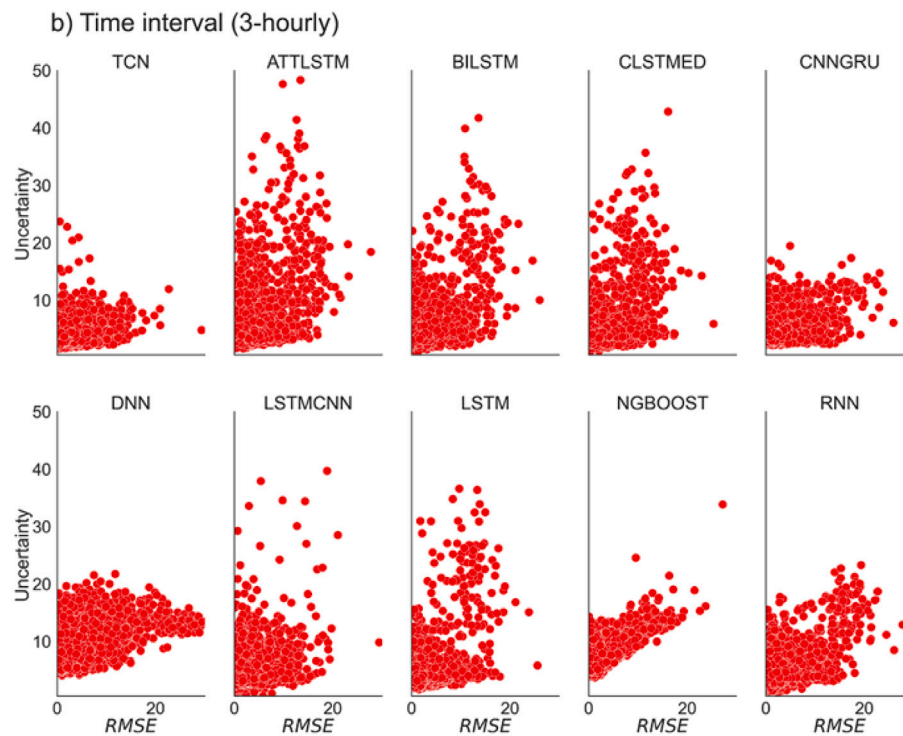 b) Time interval (3-hourly)
TCN ATTLSTM BILSTM CLSTMED CNNGRU
50
40
30
20
10
Uncertainty
DNN LSTMCNN LSTM NGBOOST RNN
50
40
30
20
10
Uncertainty
0 20 0 20 0 20 0 20 0 20
RMSE RMSE RMSE RMSE RMSE